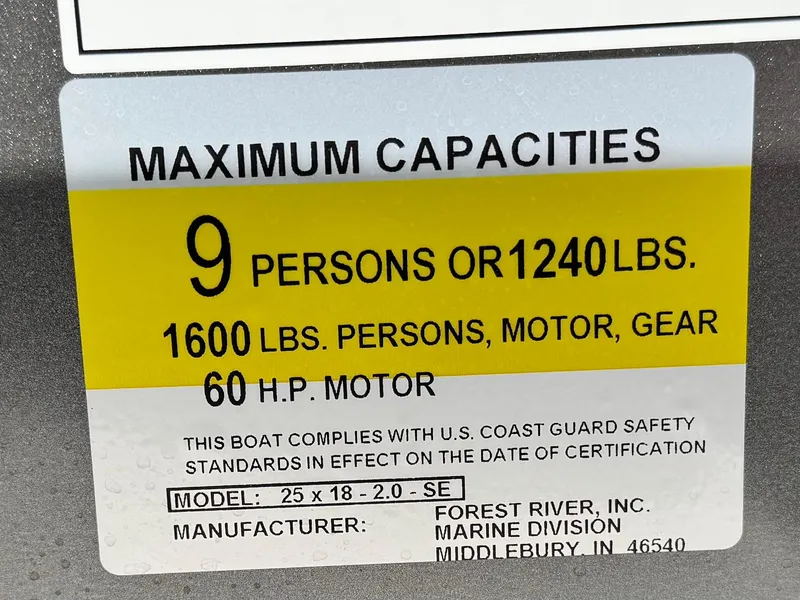 MAXIMUM CAPACITIES
9 PERSONS OR 1240 LBS.
1600 LBS. PERSONS, MOTOR, GEAR
60 H.P. MOTOR
THIS BOAT COMPLIES WITH U.S. COAST GUARD SAFETY
STANDARDS IN EFFECT ON THE DATE OF CERTIFICATION
MODEL: 25 x 18 - 2.0 - SE
MANUFACTURER: FOREST RIVER, INC.
MARINE DIVISION
MIDDLEBURY, IN 46540